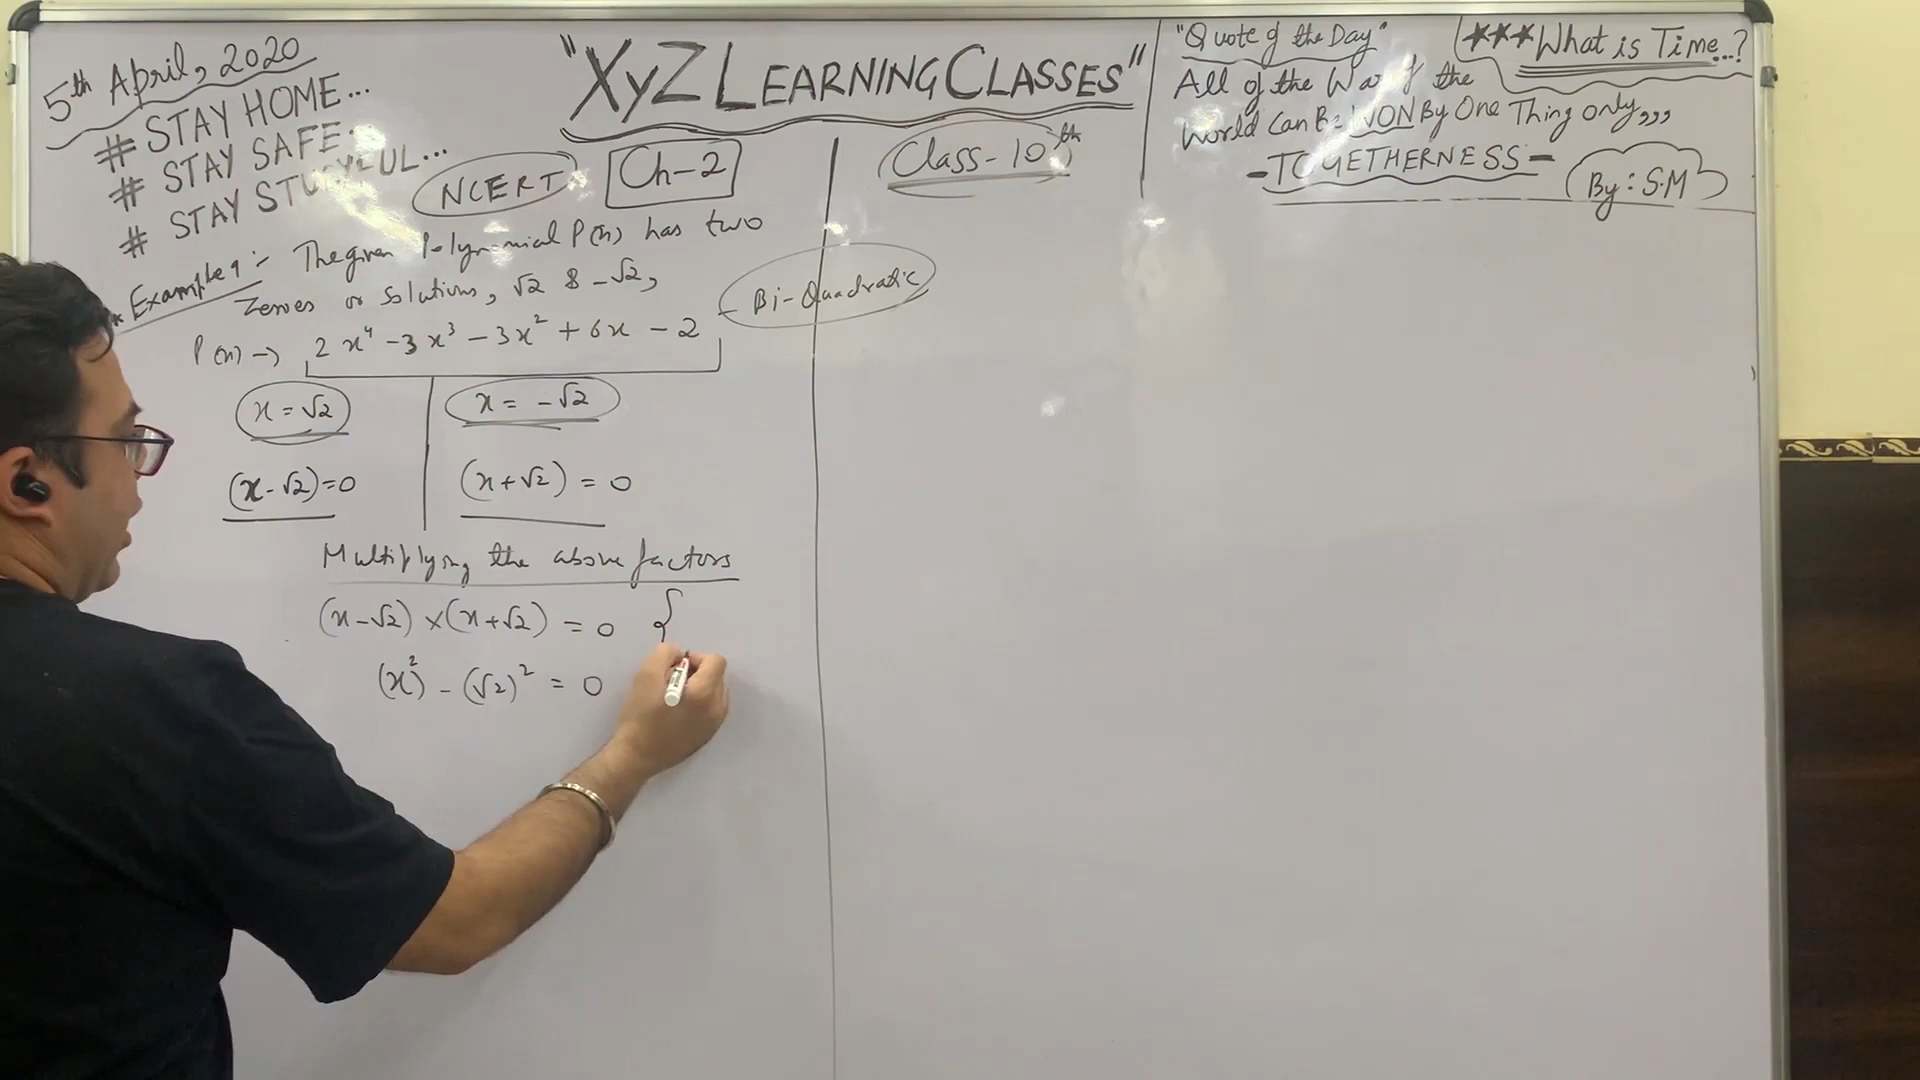 5th April, 2020
# STAY HOME...
# STAY SAFE...
# STAY STUDYFUL...
"XyZ LEARNING CLASSES"
"Quote of the Day"
All of the War of the
World Can Be WON By One Thing only,,,
- TOGETHERNESS -
By : S.M
***What is Time...?
NCERT
Ch-2
Class-10th
* Example 9 :- The given Polynomial P(x) has two
Zeroes or Solutions, √2 & -√2,
P(x) → 2x⁴ - 3x³ - 3x² + 6x - 2
- Bi-Quadratic
x = √2
x = -√2
(x-√2)=0
(x+√2) = 0
Multiplying the above factors
(x-√2) × (x+√2) = 0 {
(x²) - (√2)² = 0